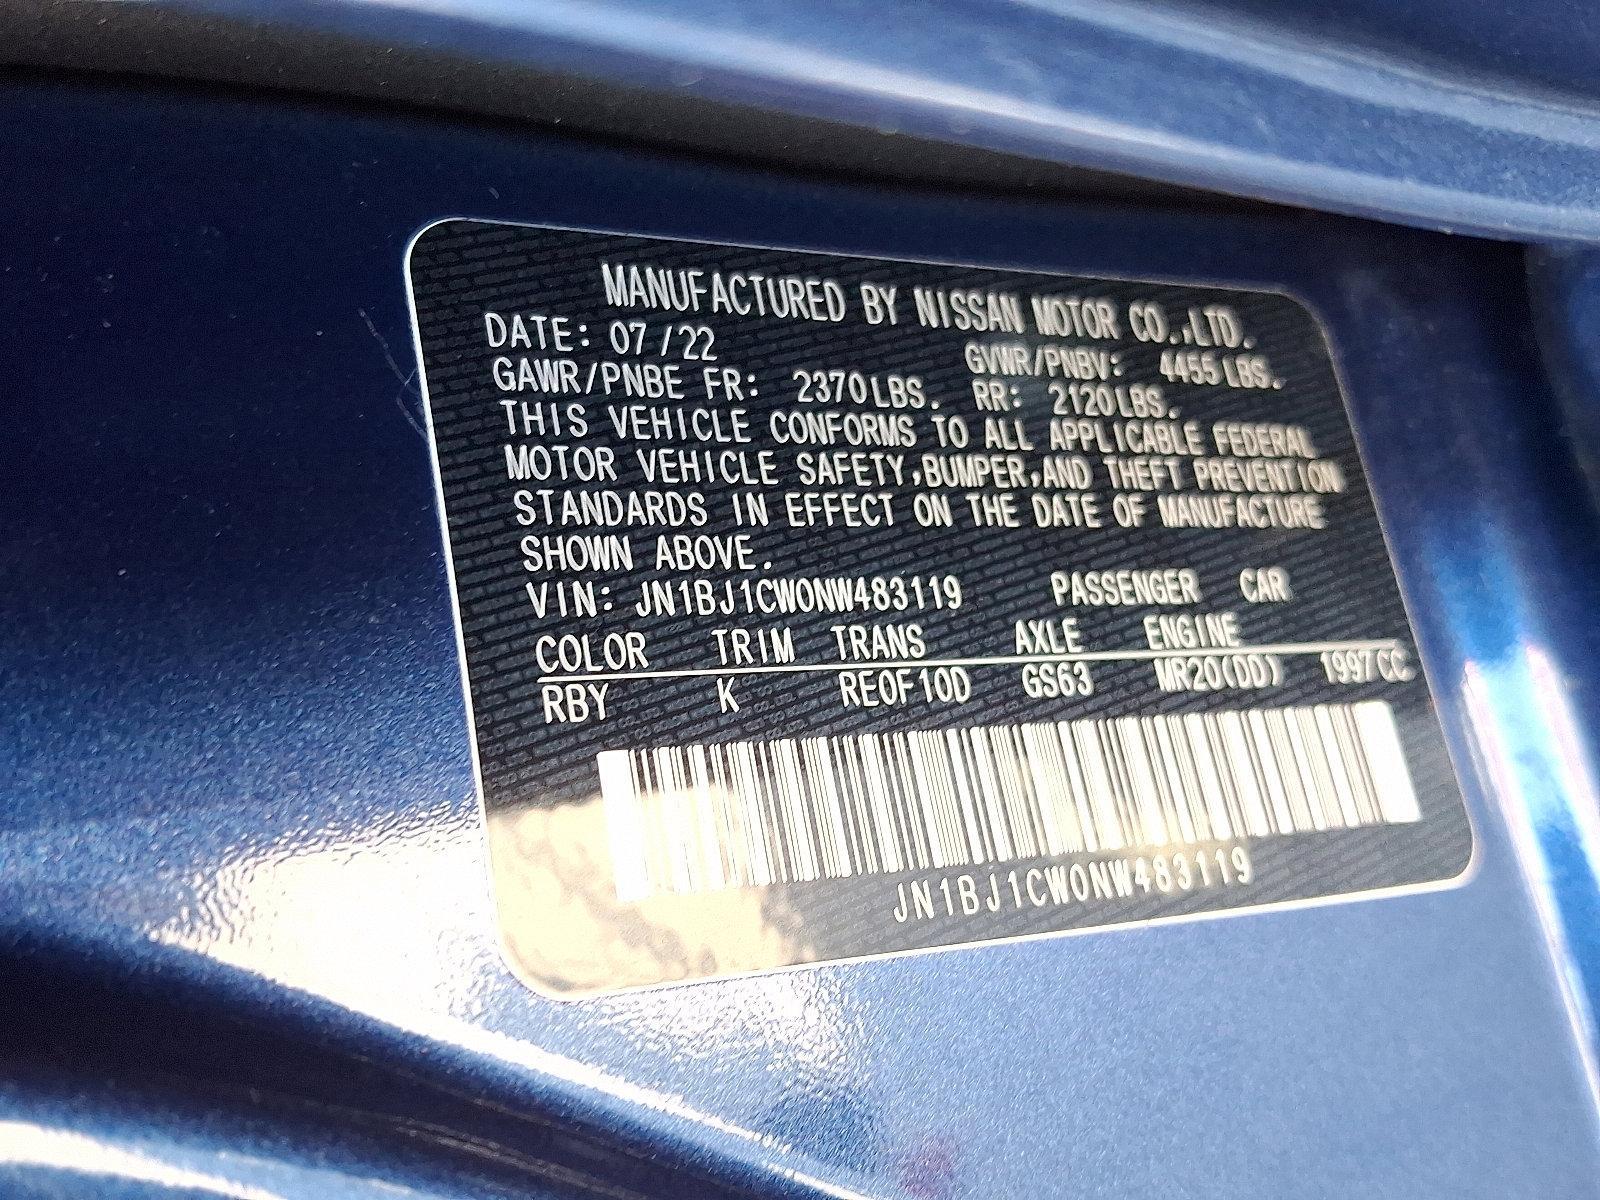 MANUFACTURED BY NISSAN MOTOR CO.,LTD.
DATE: 07/22 GVWR/PNBV: 4455LBS.
GAWR/PNBE FR: 2370LBS. RR: 2120LBS.
THIS VEHICLE CONFORMS TO ALL APPLICABLE FEDERAL
MOTOR VEHICLE SAFETY,BUMPER,AND THEFT PREVENTION
STANDARDS IN EFFECT ON THE DATE OF MANUFACTURE
SHOWN ABOVE.
VIN: JN1BJ1CW0NW483119 PASSENGER CAR
COLOR TRIM TRANS AXLE ENGINE
RBY K RE0F10D GS63 MR20(DD) 1997CC
JN1BJ1CW0NW483119